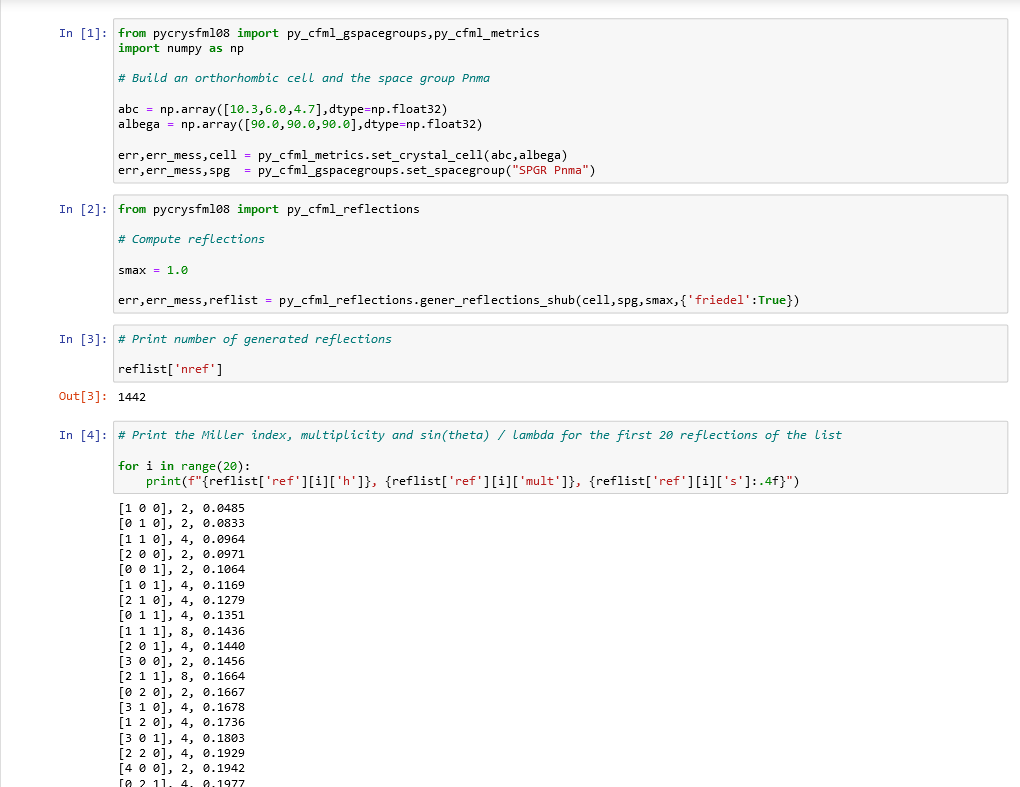 In [1]: from pycrysfml08 import py_cfml_gspacegroups,py_cfml_metrics
import numpy as np
# Build an orthorhombic cell and the space group Pnma
abc = np.array([10.3,6.0,4.7],dtype=np.float32)
albega = np.array([90.0,90.0,90.0],dtype=np.float32)
err,err_mess,cell = py_cfml_metrics.set_crystal_cell(abc,albega)
err,err_mess,spg  = py_cfml_gspacegroups.set_spacegroup("SPGR Pnma")
In [2]: from pycrysfml08 import py_cfml_reflections
# Compute reflections
smax = 1.0
err,err_mess,reflist = py_cfml_reflections.gener_reflections_shub(cell,spg,smax,{'friedel':True})
In [3]: # Print number of generated reflections
reflist['nref']
Out[3]: 1442
In [4]: # Print the Miller index, multiplicity and sin(theta) / lambda for the first 20 reflections of the list
for i in range(20):
    print(f"{reflist['ref'][i]['h']}, {reflist['ref'][i]['mult']}, {reflist['ref'][i]['s']:.4f}")
[1 0 0], 2, 0.0485
[0 1 0], 2, 0.0833
[1 1 0], 4, 0.0964
[2 0 0], 2, 0.0971
[0 0 1], 2, 0.1064
[1 0 1], 4, 0.1169
[2 1 0], 4, 0.1279
[0 1 1], 4, 0.1351
[1 1 1], 8, 0.1436
[2 0 1], 4, 0.1440
[3 0 0], 2, 0.1456
[2 1 1], 8, 0.1664
[0 2 0], 2, 0.1667
[3 1 0], 4, 0.1678
[1 2 0], 4, 0.1736
[3 0 1], 4, 0.1803
[2 2 0], 4, 0.1929
[4 0 0], 2, 0.1942
[0 2 1], 4, 0.1977